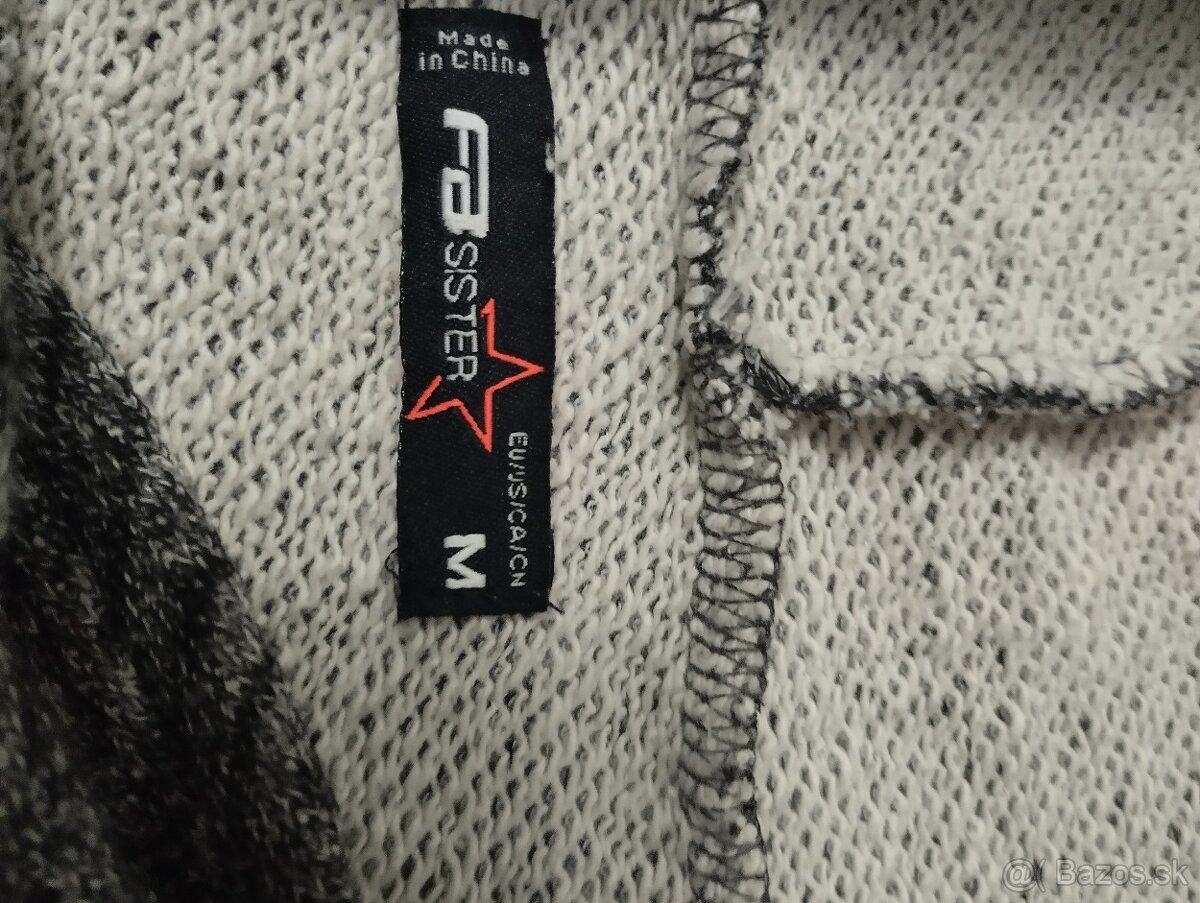 Made
in China
FB SISTER
EU/US/CA/CN
M
@ Bazos.sk